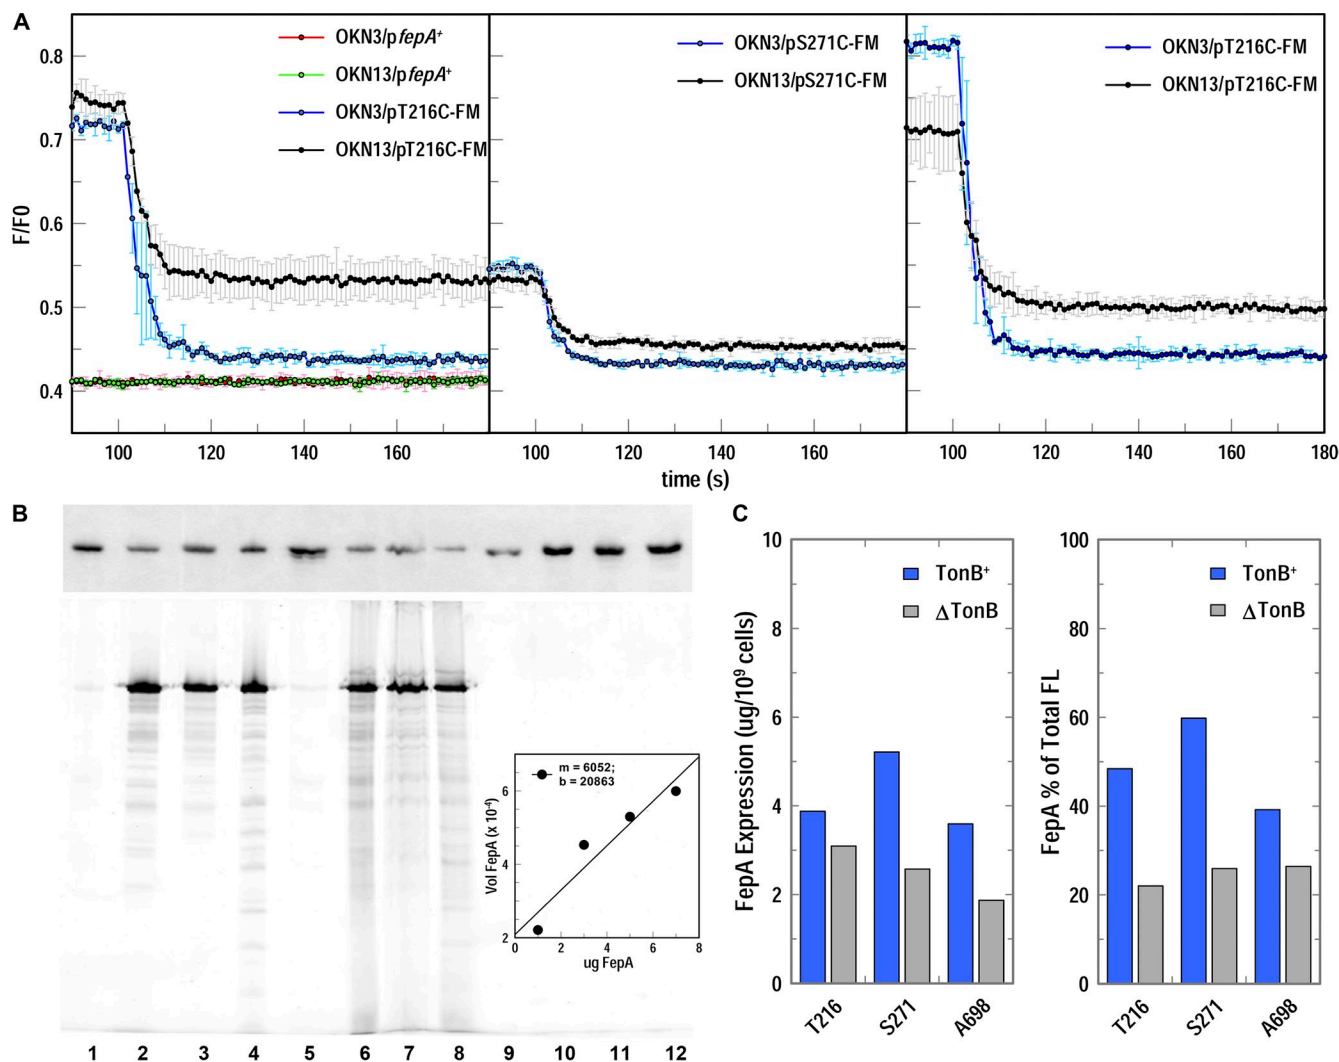 A
OKN3/pfepA⁺
OKN13/pfepA⁺
OKN3/pT216C-FM
OKN13/pT216C-FM
OKN3/pS271C-FM
OKN13/pS271C-FM
OKN3/pT216C-FM
OKN13/pT216C-FM
0.8
0.7
0.6
0.5
0.4
F/F0
100 120 140 160 100 120 140 160 100 120 140 160 180
time (s)
B
m = 6052;
b = 20863
6
4
2
Vol FepA (x 10⁻⁴)
0 2 4 6 8
ug FepA
1 2 3 4 5 6 7 8 9 10 11 12
C
TonB⁺
ΔTonB
10
8
6
4
2
0
FepA Expression (ug/10⁹ cells)
T216 S271 A698
TonB⁺
ΔTonB
100
80
60
40
20
0
FepA % of Total FL
T216 S271 A698